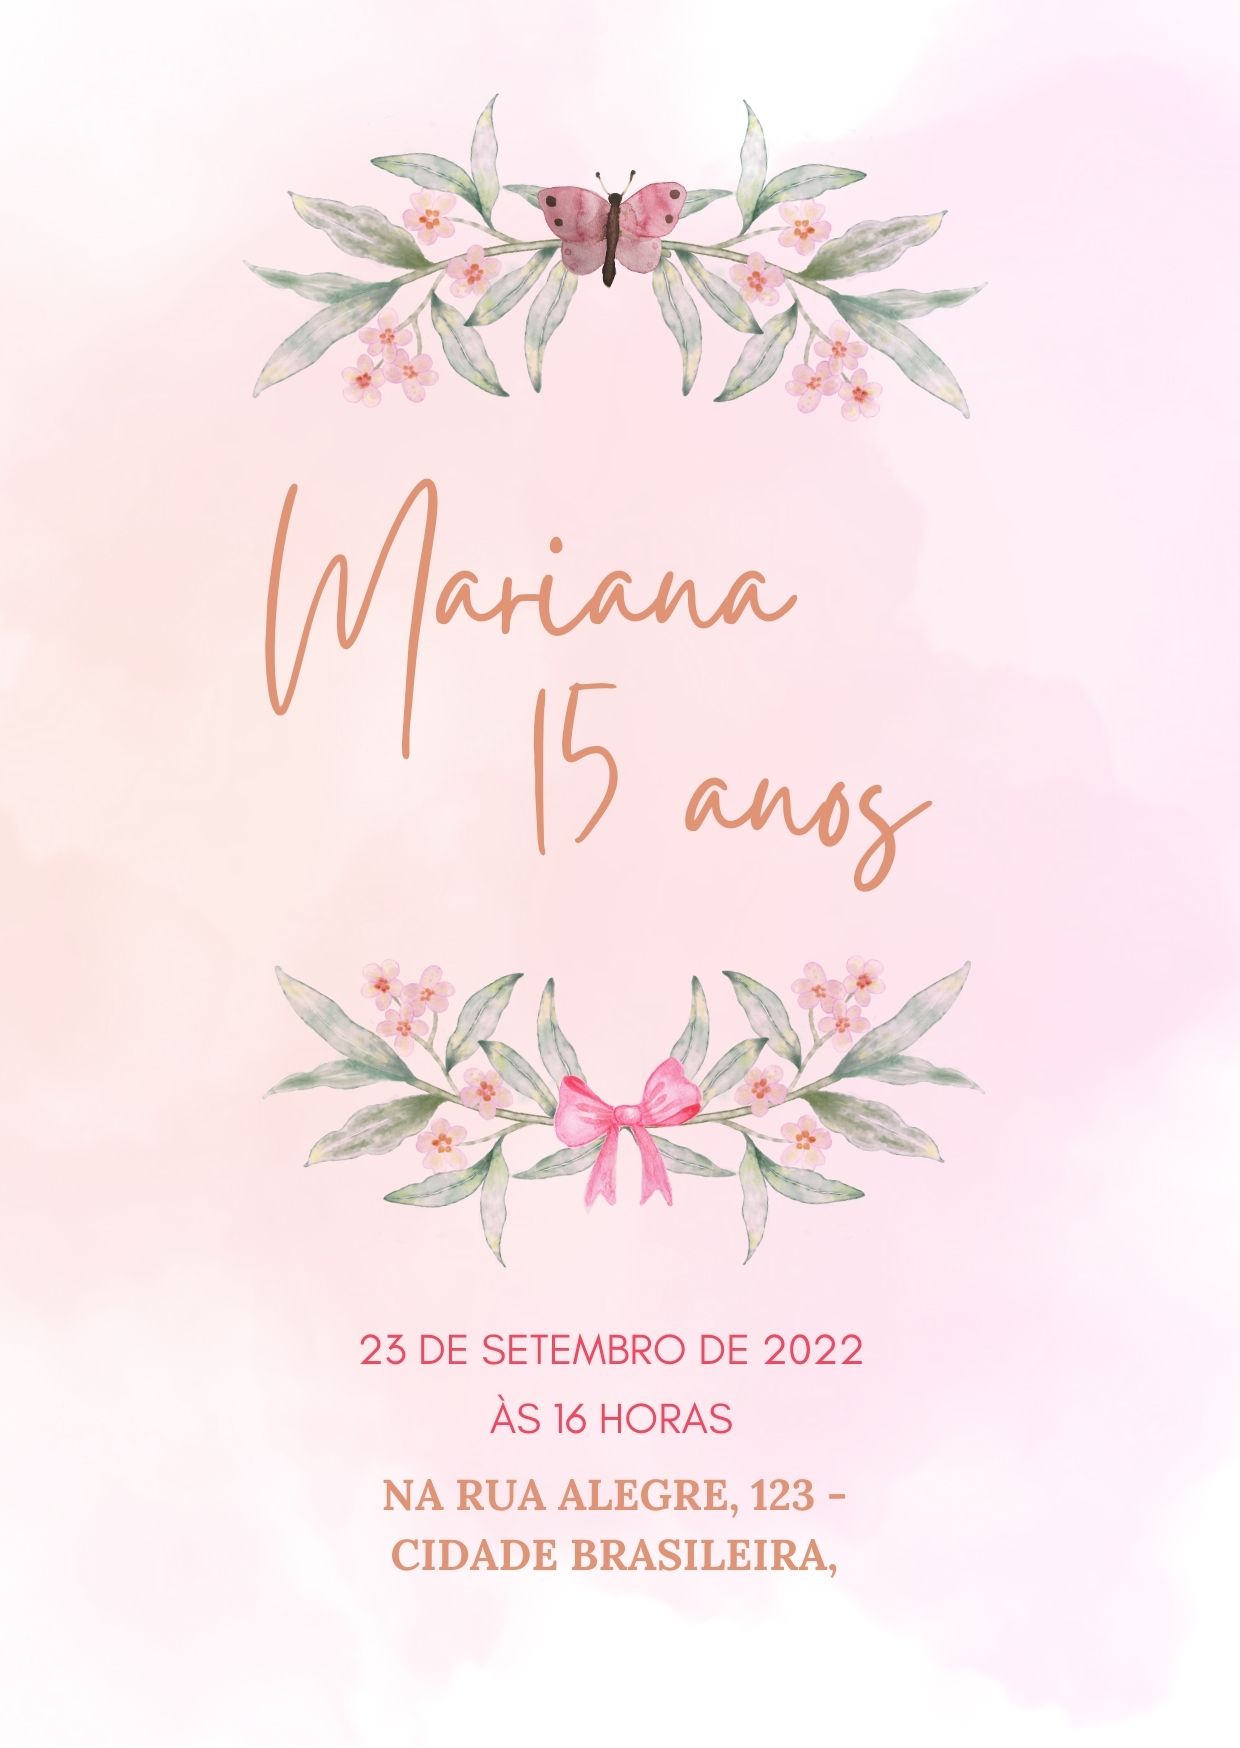 Mariana
15 anos
23 DE SETEMBRO DE 2022
ÀS 16 HORAS
NA RUA ALEGRE, 123 -
CIDADE BRASILEIRA,